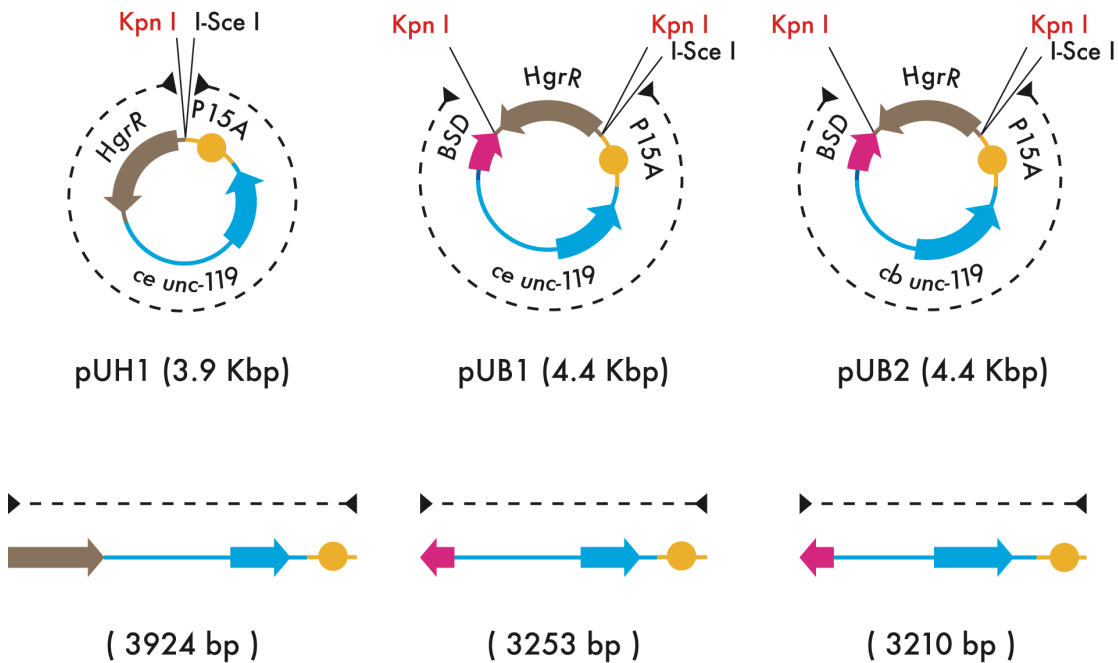 Kpn I
I-Sce I
HgrR
P15A
ce unc-119
pUH1 (3.9 Kbp)
Kpn I
Kpn I
I-Sce I
HgrR
BSD
P15A
ce unc-119
pUB1 (4.4 Kbp)
Kpn I
Kpn I
I-Sce I
HgrR
BSD
P15A
cb unc-119
pUB2 (4.4 Kbp)
( 3924 bp )
( 3253 bp )
( 3210 bp )